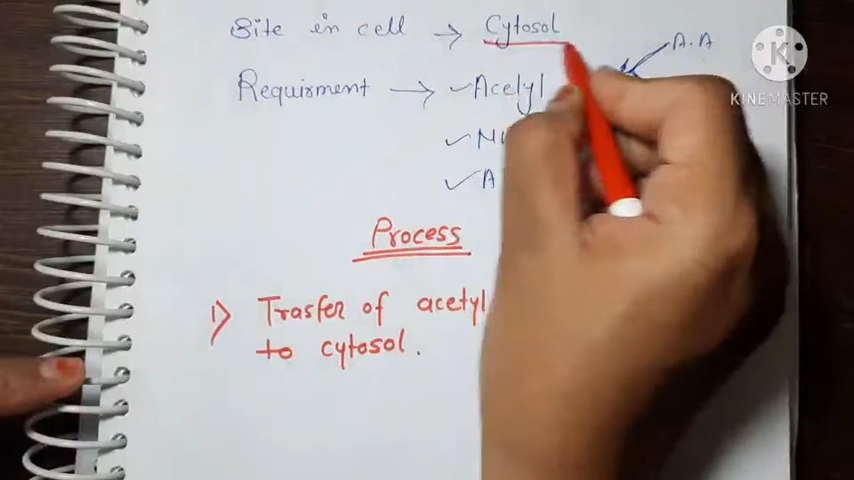 Site in cell → Cytosol
A.A
Requirment → ✓ Acetyl
✓
✓ A
Process
1) Trasfer of acetyl
to cytosol.
KINEMASTER